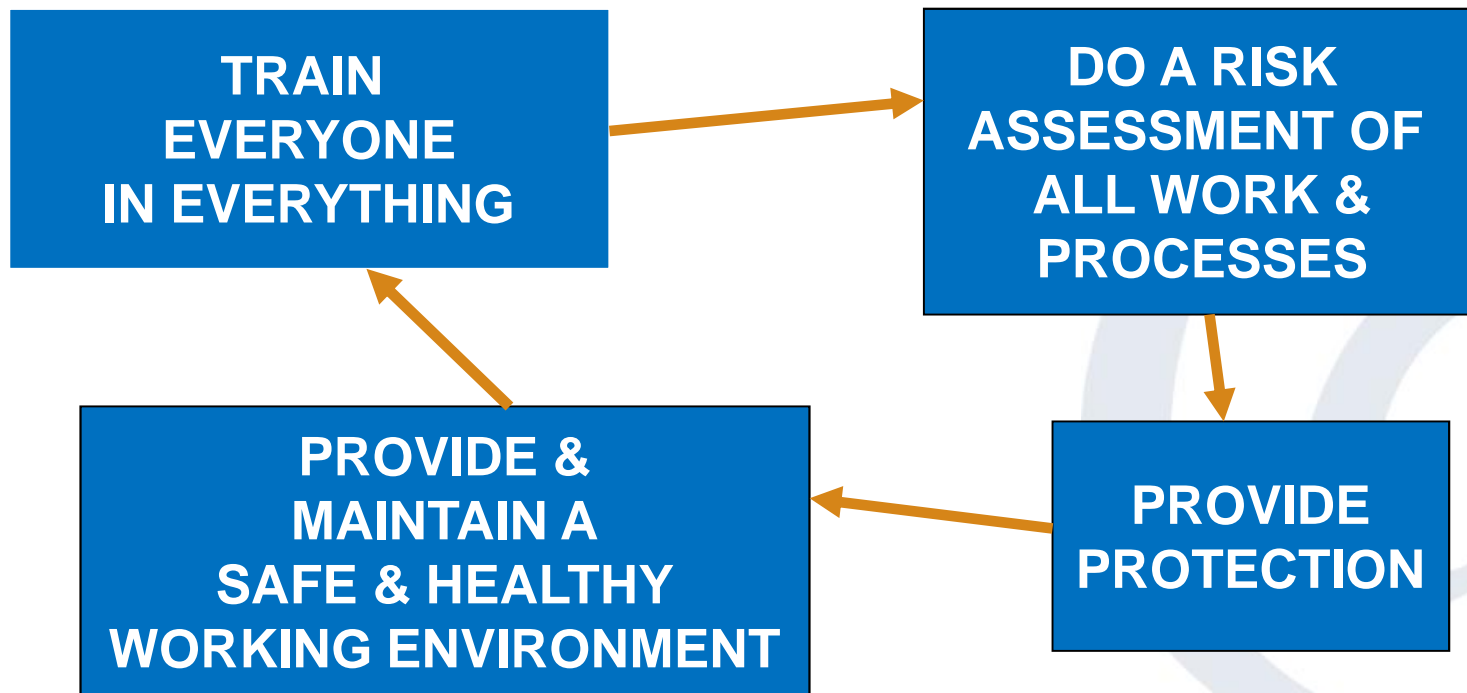 TRAIN
EVERYONE
IN EVERYTHING
DO A RISK
ASSESSMENT OF
ALL WORK &
PROCESSES
PROVIDE
PROTECTION
PROVIDE &
MAINTAIN A
SAFE & HEALTHY
WORKING ENVIRONMENT